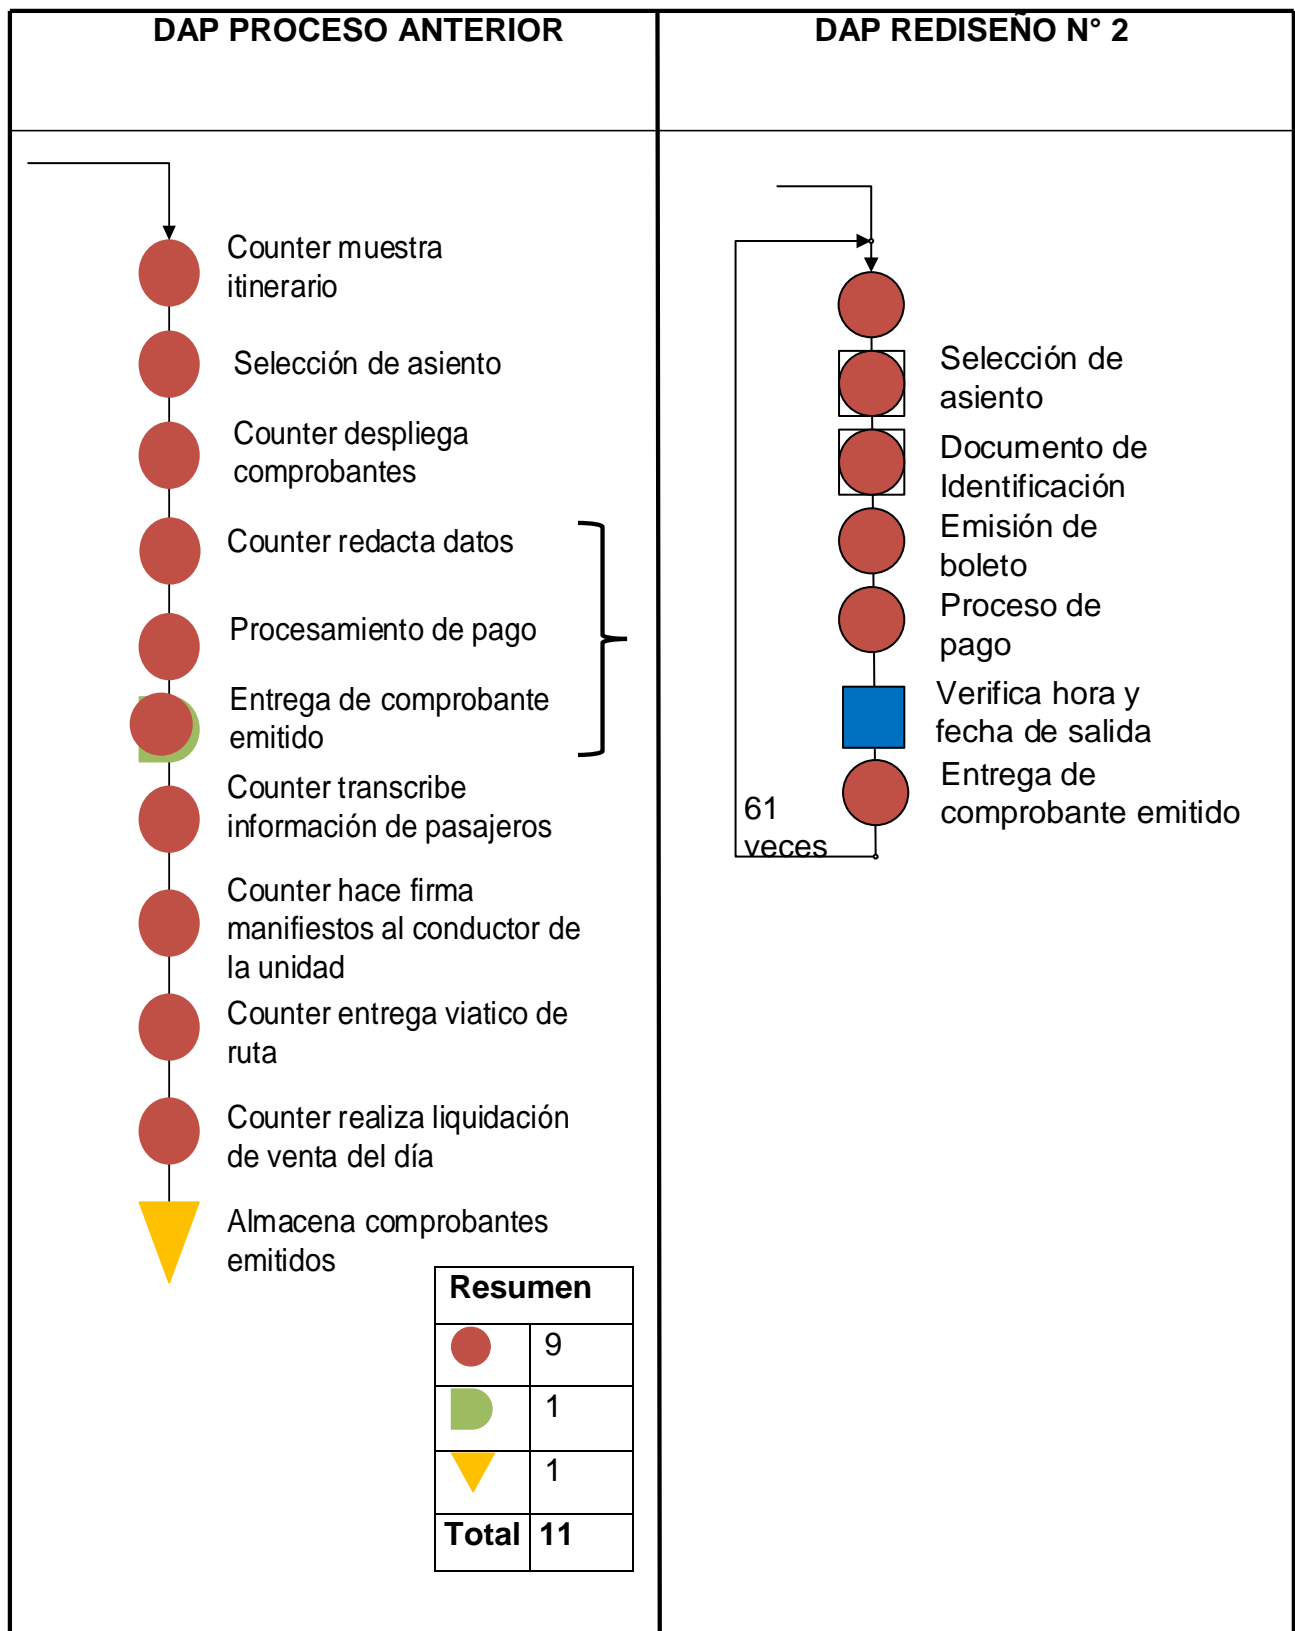 DAP PROCESO ANTERIOR
DAP REDISEÑO N° 2
Counter muestra
itinerario
Selección de asiento
Counter despliega
comprobantes
Counter redacta datos
Procesamiento de pago
Entrega de comprobante
emitido
Counter transcribe
información de pasajeros
Counter hace firma
manifiestos al conductor de
la unidad
Counter entrega viatico de
ruta
Counter realiza liquidación
de venta del día
Almacena comprobantes
emitidos
Resumen
9
1
1
Total 11
Selección de
asiento
Documento de
Identificación
Emisión de
boleto
Proceso de
pago
Verifica hora y
fecha de salida
Entrega de
comprobante emitido
61
veces